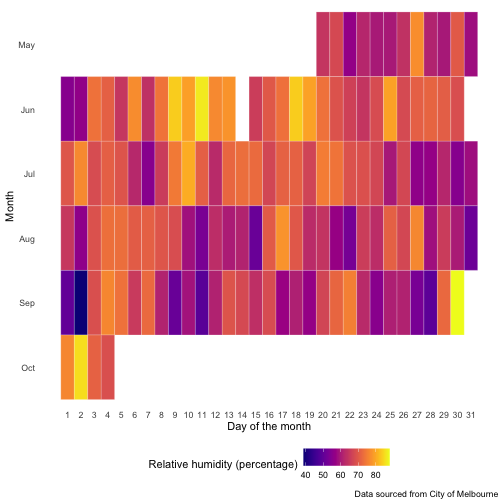 May
Jun
Jul
Aug
Sep
Oct
Month
1 2 3 4 5 6 7 8 9 10 11 12 13 14 15 16 17 18 19 20 21 22 23 24 25 26 27 28 29 30 31
Day of the month
Relative humidity (percentage)
40 50 60 70 80
Data sourced from City of Melbourne